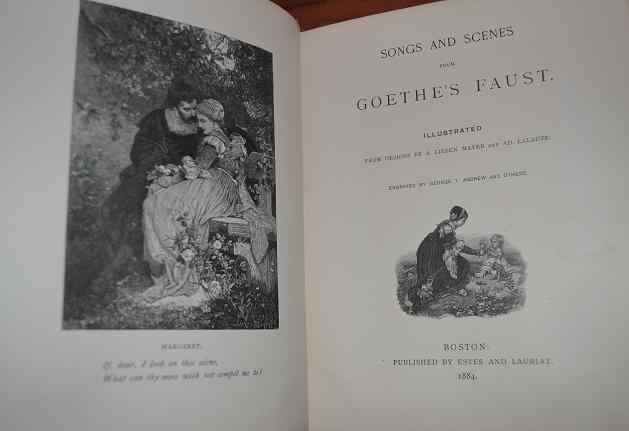 MARGARET.
If, dear, I look on thee alone,
What can thy more wish not compel me to!
SONGS AND SCENES
FROM
GOETHE'S FAUST.
ILLUSTRATED
FROM DESIGNS BY A. LIEZEN MAYER AND AD. LALAUZE.
ENGRAVED BY GEORGE T. ANDREW AND OTHERS.
BOSTON:
PUBLISHED BY ESTES AND LAURIAT.
1884.